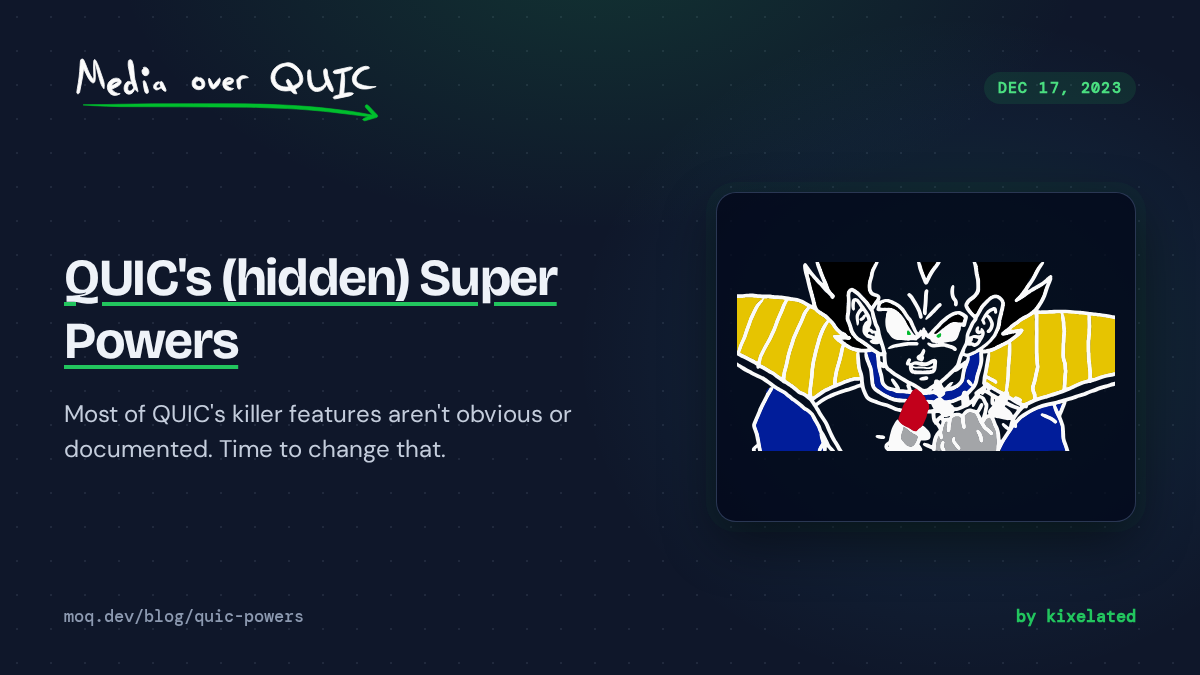 Media over QUIC
DEC 17, 2023
QUIC's (hidden) Super
Powers
Most of QUIC's killer features aren't obvious or
documented. Time to change that.
moq.dev/blog/quic-powers
by kixelated